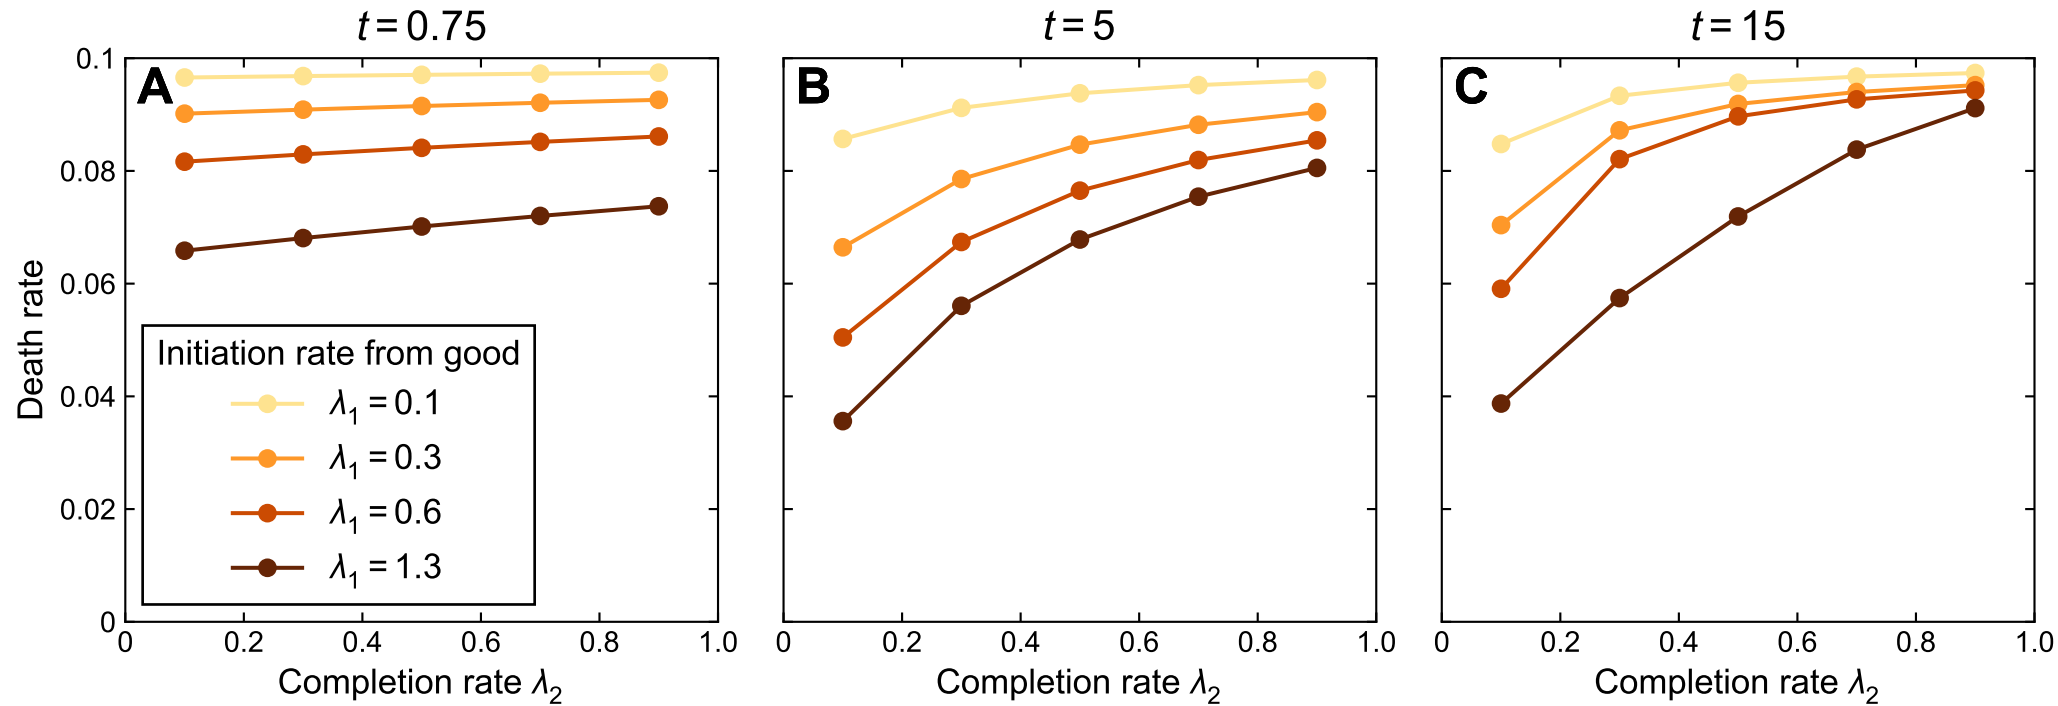 t = 0.75
t = 5
t = 15
A
B
C
Death rate
0.1
0.08
0.06
0.04
0.02
0
Initiation rate from good
λ1 = 0.1
λ1 = 0.3
λ1 = 0.6
λ1 = 1.3
0 0.2 0.4 0.6 0.8 1.0
0 0.2 0.4 0.6 0.8 1.0
0 0.2 0.4 0.6 0.8 1.0
Completion rate λ2
Completion rate λ2
Completion rate λ2